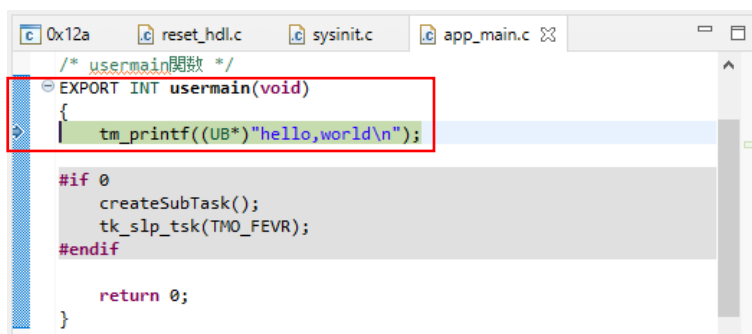 0x12a reset_hdl.c sysinit.c app_main.c
/* usermain関数 */
EXPORT INT usermain(void)
{
tm_printf((UB*)"hello,world\n");
#if 0
createSubTask();
tk_slp_tsk(TMO_FEVR);
#endif
return 0;
}